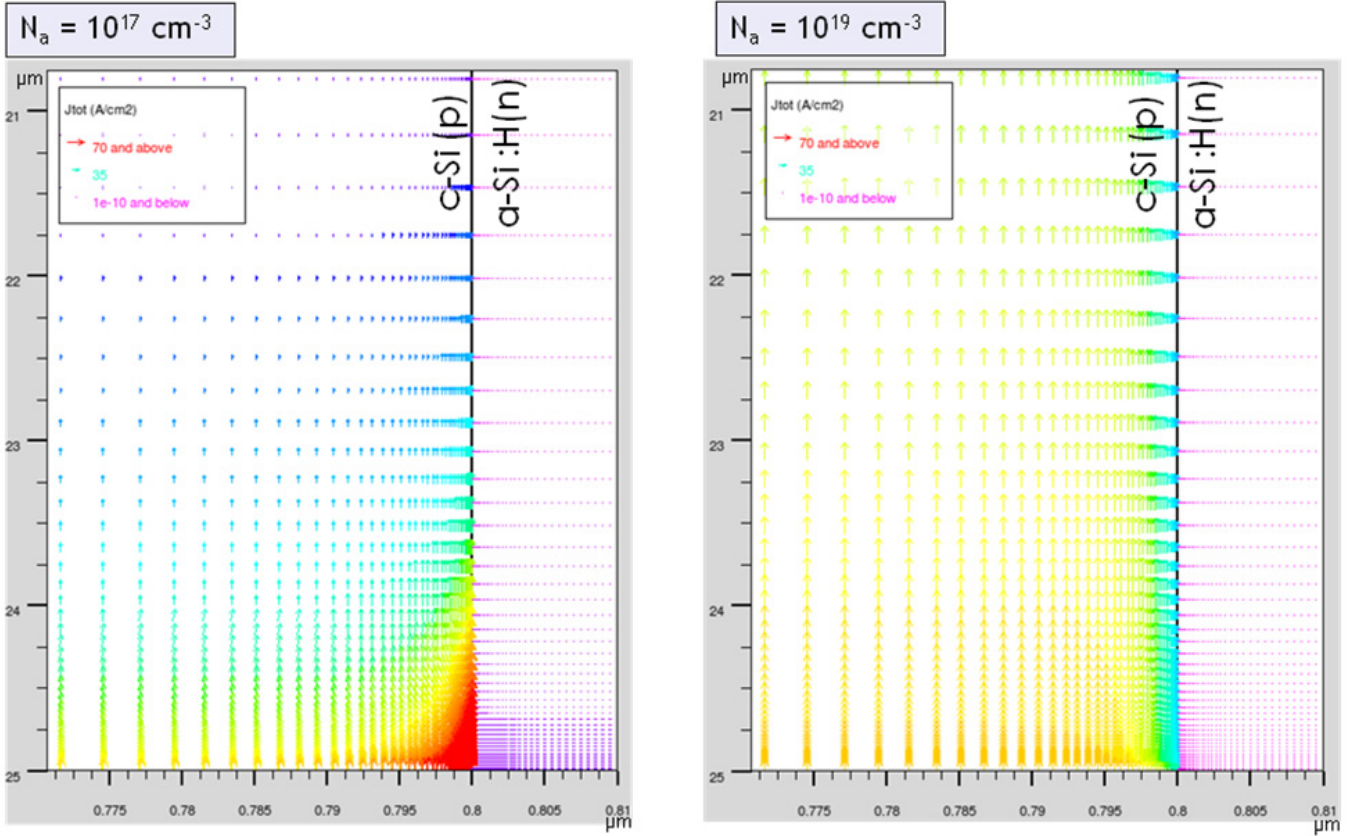 Nₐ = 10¹⁷ cm⁻³
µm
21
22
23
24
25
Jtot (A/cm2)
70 and above
35
1e-10 and below
c-Si (p)
a-Si :H(n)
0.775
0.78
0.785
0.79
0.795
0.8
0.805
0.81
µm
Nₐ = 10¹⁹ cm⁻³
µm
21
22
23
24
25
Jtot (A/cm2)
70 and above
35
1e-10 and below
c-Si (p)
a-Si :H(n)
0.775
0.78
0.785
0.79
0.795
0.8
0.805
0.81
µm